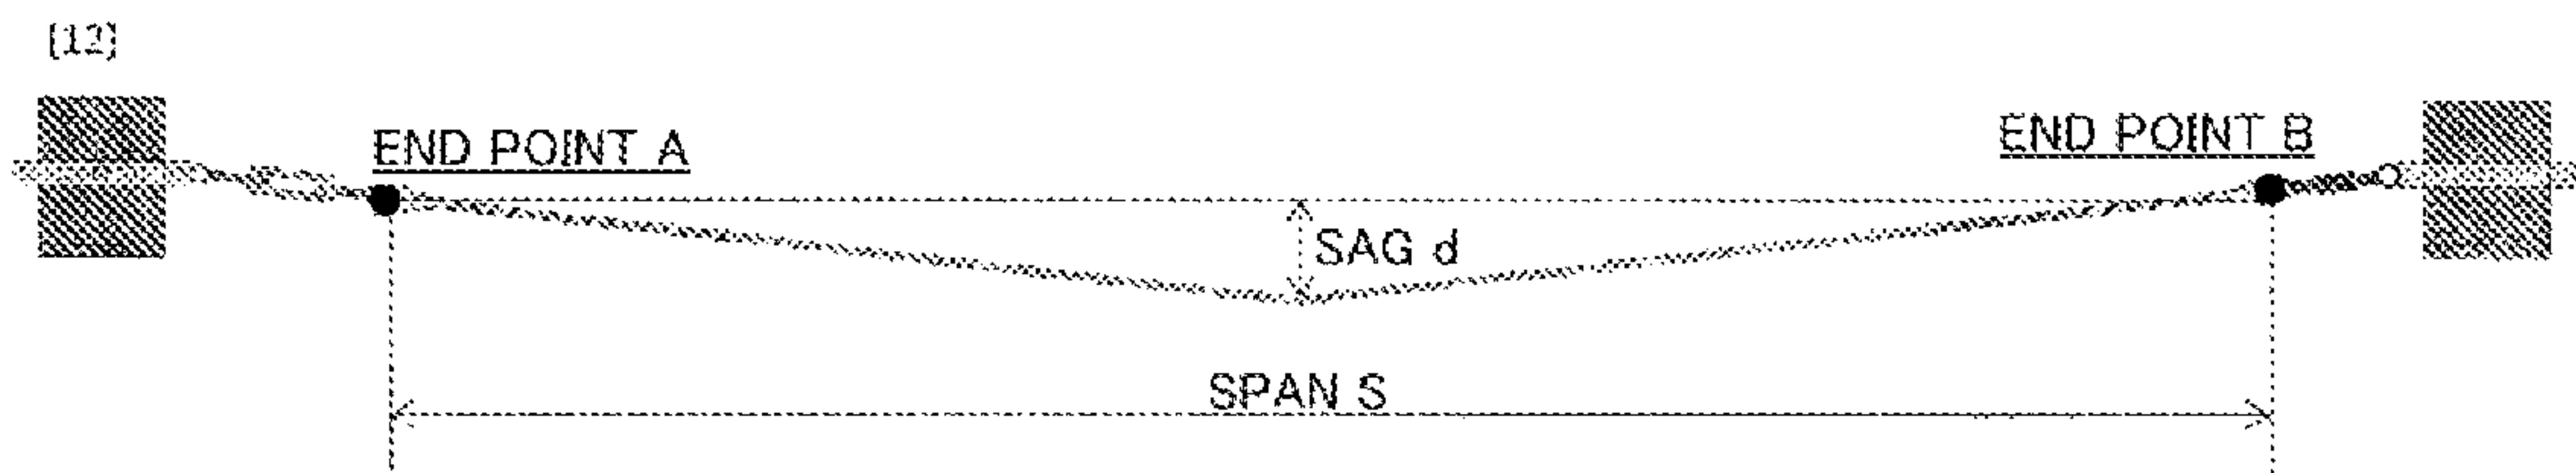 [12]
END POINT A
END POINT B
SAG d
SPAN S